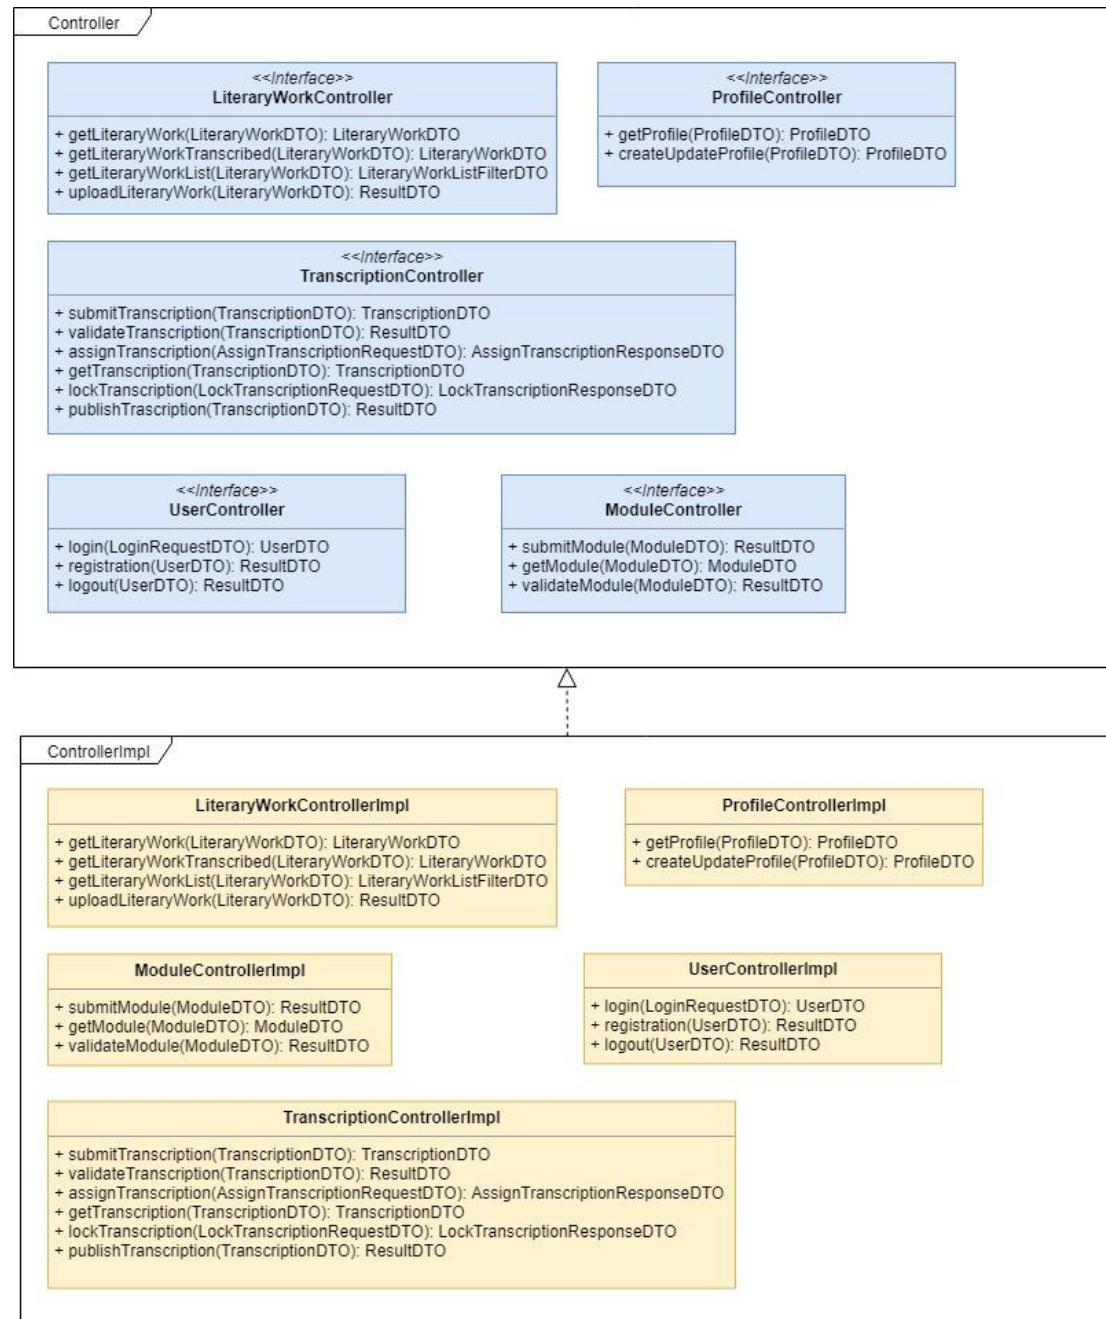 Controller
<<Interface>>
LiteraryWorkController
+ getLiteraryWork(LiteraryWorkDTO): LiteraryWorkDTO
+ getLiteraryWorkTranscribed(LiteraryWorkDTO): LiteraryWorkDTO
+ getLiteraryWorkList(LiteraryWorkDTO): LiteraryWorkListFilterDTO
+ uploadLiteraryWork(LiteraryWorkDTO): ResultDTO
<<Interface>>
ProfileController
+ getProfile(ProfileDTO): ProfileDTO
+ createUpdateProfile(ProfileDTO): ProfileDTO
<<Interface>>
TranscriptionController
+ submitTranscription(TranscriptionDTO): TranscriptionDTO
+ validateTranscription(TranscriptionDTO): ResultDTO
+ assignTranscription(AssignTranscriptionRequestDTO): AssignTranscriptionResponseDTO
+ getTranscription(TranscriptionDTO): TranscriptionDTO
+ lockTranscription(LockTranscriptionRequestDTO): LockTranscriptionResponseDTO
+ publishTrascription(TranscriptionDTO): ResultDTO
<<Interface>>
UserController
+ login(LoginRequestDTO): UserDTO
+ registration(UserDTO): ResultDTO
+ logout(UserDTO): ResultDTO
<<Interface>>
ModuleController
+ submitModule(ModuleDTO): ResultDTO
+ getModule(ModuleDTO): ModuleDTO
+ validateModule(ModuleDTO): ResultDTO
ControllerImpl
LiteraryWorkControllerImpl
+ getLiteraryWork(LiteraryWorkDTO): LiteraryWorkDTO
+ getLiteraryWorkTranscribed(LiteraryWorkDTO): LiteraryWorkDTO
+ getLiteraryWorkList(LiteraryWorkDTO): LiteraryWorkListFilterDTO
+ uploadLiteraryWork(LiteraryWorkDTO): ResultDTO
ProfileControllerImpl
+ getProfile(ProfileDTO): ProfileDTO
+ createUpdateProfile(ProfileDTO): ProfileDTO
ModuleControllerImpl
+ submitModule(ModuleDTO): ResultDTO
+ getModule(ModuleDTO): ModuleDTO
+ validateModule(ModuleDTO): ResultDTO
UserControllerImpl
+ login(LoginRequestDTO): UserDTO
+ registration(UserDTO): ResultDTO
+ logout(UserDTO): ResultDTO
TranscriptionControllerImpl
+ submitTranscription(TranscriptionDTO): TranscriptionDTO
+ validateTranscription(TranscriptionDTO): ResultDTO
+ assignTranscription(AssignTranscriptionRequestDTO): AssignTranscriptionResponseDTO
+ getTranscription(TranscriptionDTO): TranscriptionDTO
+ lockTranscription(LockTranscriptionRequestDTO): LockTranscriptionResponseDTO
+ publishTranscription(TranscriptionDTO): ResultDTO